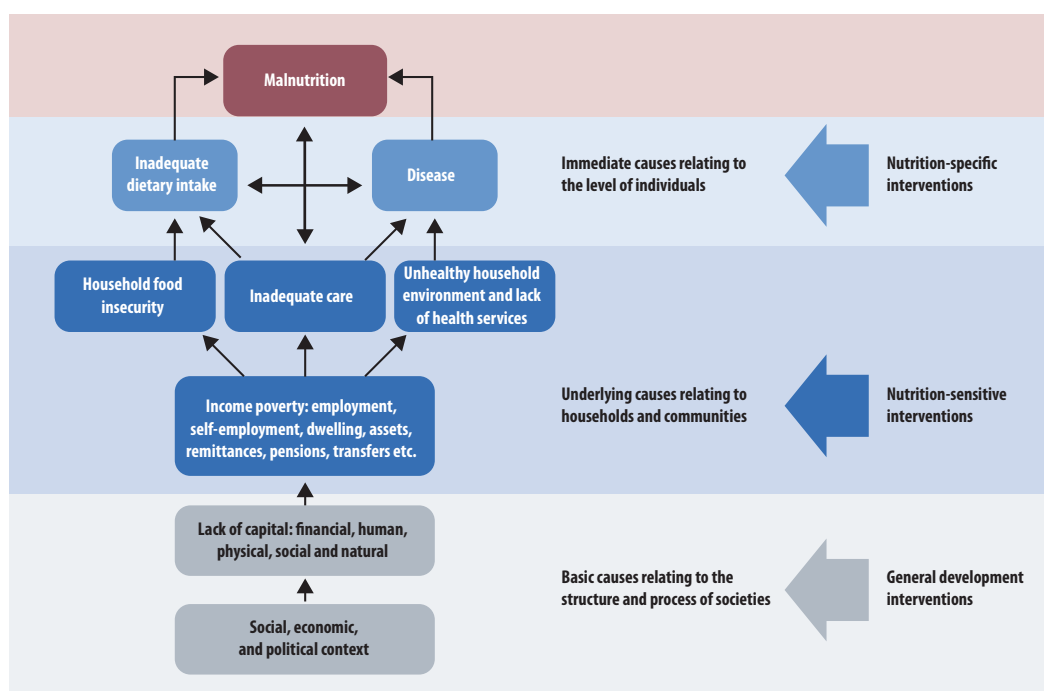 Malnutrition
Inadequate
dietary intake
Disease
Immediate causes relating to
the level of individuals
Nutrition-specific
interventions
Household food
insecurity
Inadequate care
Unhealthy household
environment and lack
of health services
Income poverty: employment,
self-employment, dwelling, assets,
remittances, pensions, transfers etc.
Underlying causes relating to
households and communities
Nutrition-sensitive
interventions
Lack of capital: financial, human,
physical, social and natural
Social, economic,
and political context
Basic causes relating to the
structure and process of societies
General development
interventions